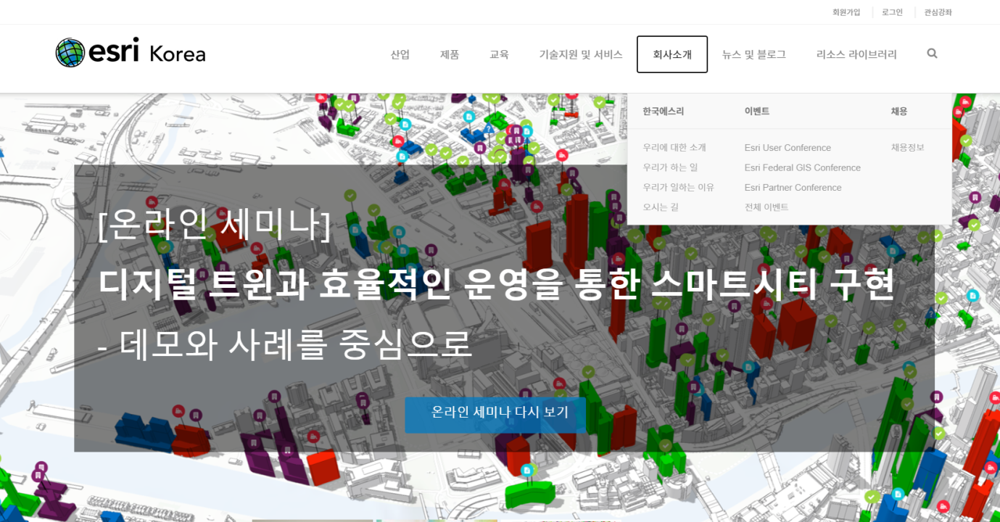 회원가입 로그인 관심강좌
esri Korea
산업 제품 교육 기술지원 및 서비스 회사소개 뉴스 및 블로그 리소스 라이브러리
한국에스리 이벤트 채용
우리에 대한 소개 Esri User Conference 채용정보
우리가 하는 일 Esri Federal GIS Conference
우리가 일하는 이유 Esri Partner Conference
오시는 길 전체 이벤트
[온라인 세미나]
디지털 트윈과 효율적인 운영을 통한 스마트시티 구현
- 데모와 사례를 중심으로
온라인 세미나 다시 보기